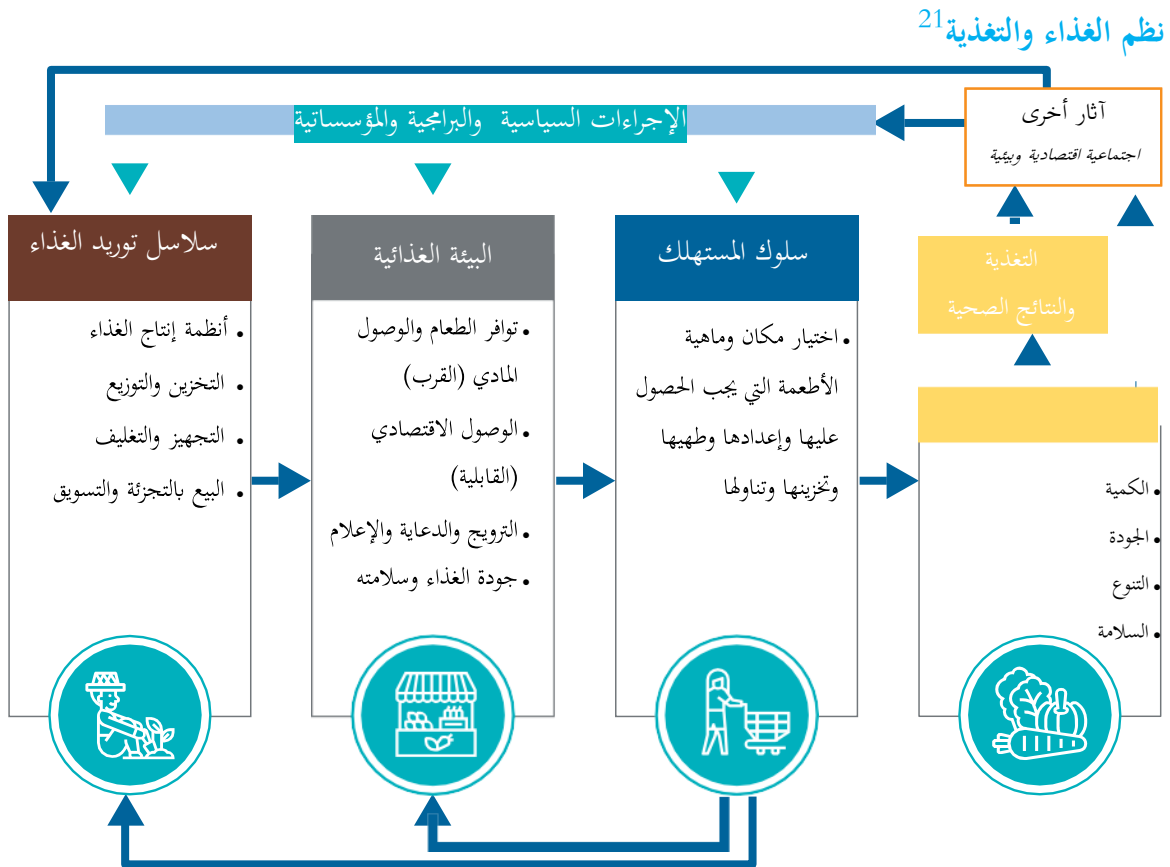 نظم الغذاء والتغذية21
آثار أخرى
اجتماعية اقتصادية وبيئية
الإجراءات السياسية والبرامجية والمؤسساتية
سلاسل توريد الغذاء
• أنظمة إنتاج الغذاء
• التخزين والتوزيع
• التجهيز والتغليف
• البيع بالتجزئة والتسويق
البيئة الغذائية
• توافر الطعام والوصول
المادي (القرب)
• الوصول الاقتصادي
(القابلية)
• الترويج والدعاية والإعلام
• جودة الغذاء وسلامته
سلوك المستهلك
• اختيار مكان وماهية
الأطعمة التي يجب الحصول
عليها وإعدادها وطهيها
وتخزينها وتناولها
التغذية
والنتائج الصحية
• الكمية
• الجودة
• التنوع
• السلامة